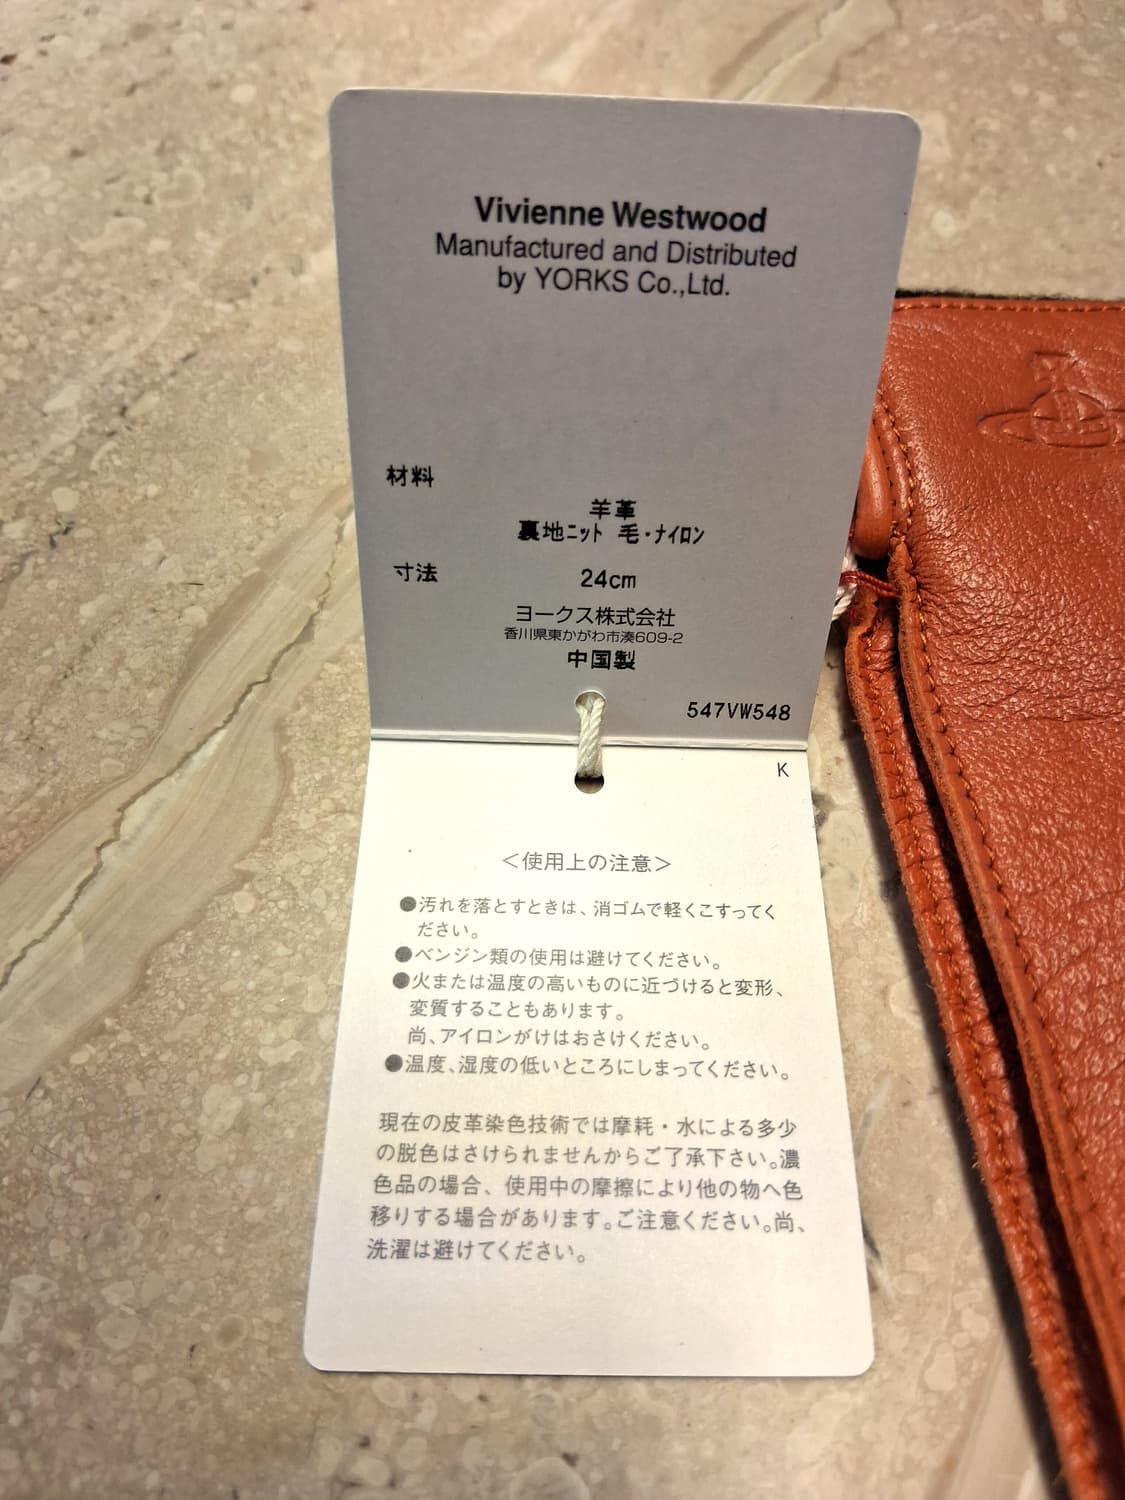 Vivienne Westwood
Manufactured and Distributed
by YORKS Co.,Ltd.
材料
羊革
裏地ニット 毛・ナイロン
寸法 24cm
ヨークス株式会社
香川県東かがわ市湊609-2
中国製
547VW548
K
＜使用上の注意＞
●汚れを落とすときは、消ゴムで軽くこすってく
ださい。
●ベンジン類の使用は避けてください。
●火または温度の高いものに近づけると変形、
変質することもあります。
尚、アイロンがけはおさけください。
●温度、湿度の低いところにしまってください。
現在の皮革染色技術では摩耗・水による多少
の脱色はさけられませんからご了承下さい。濃
色品の場合、使用中の摩擦により他の物へ色
移りする場合があります。ご注意ください。尚、
洗濯は避けてください。